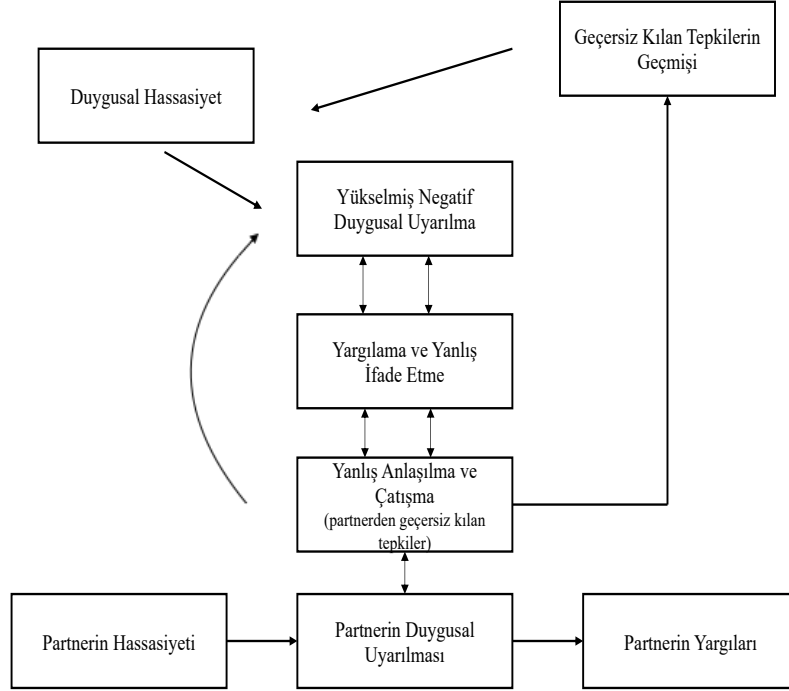 Geçersiz Kılan Tepkilerin
Geçmişi
Duygusal Hassasiyet
Yükselmiş Negatif
Duygusal Uyarılma
Yargılama ve Yanlış
İfade Etme
Yanlış Anlaşılma ve
Çatışma
(partnerden geçersiz kılan
tepkiler)
Partnerin Hassasiyeti
Partnerin Duygusal
Uyarılması
Partnerin Yargıları